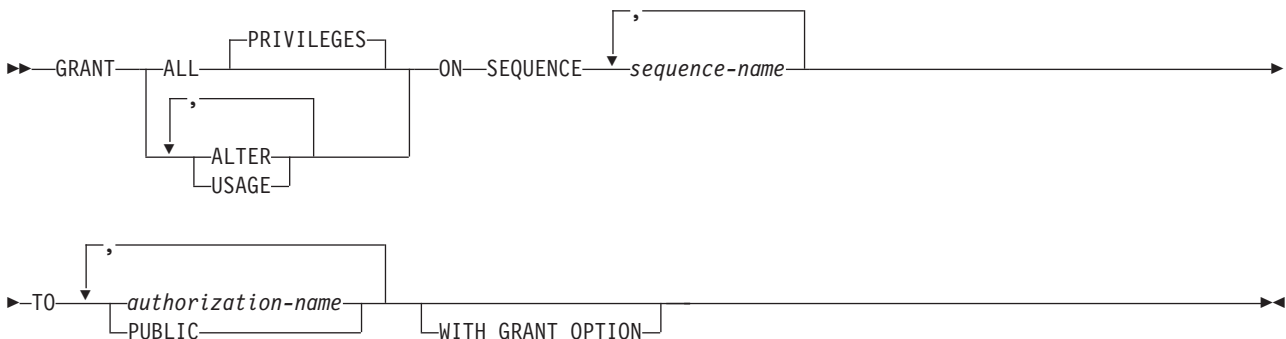 ,
PRIVILEGES
GRANT ALL ON SEQUENCE sequence-name
,
ALTER
USAGE
,
TO authorization-name
PUBLIC WITH GRANT OPTION